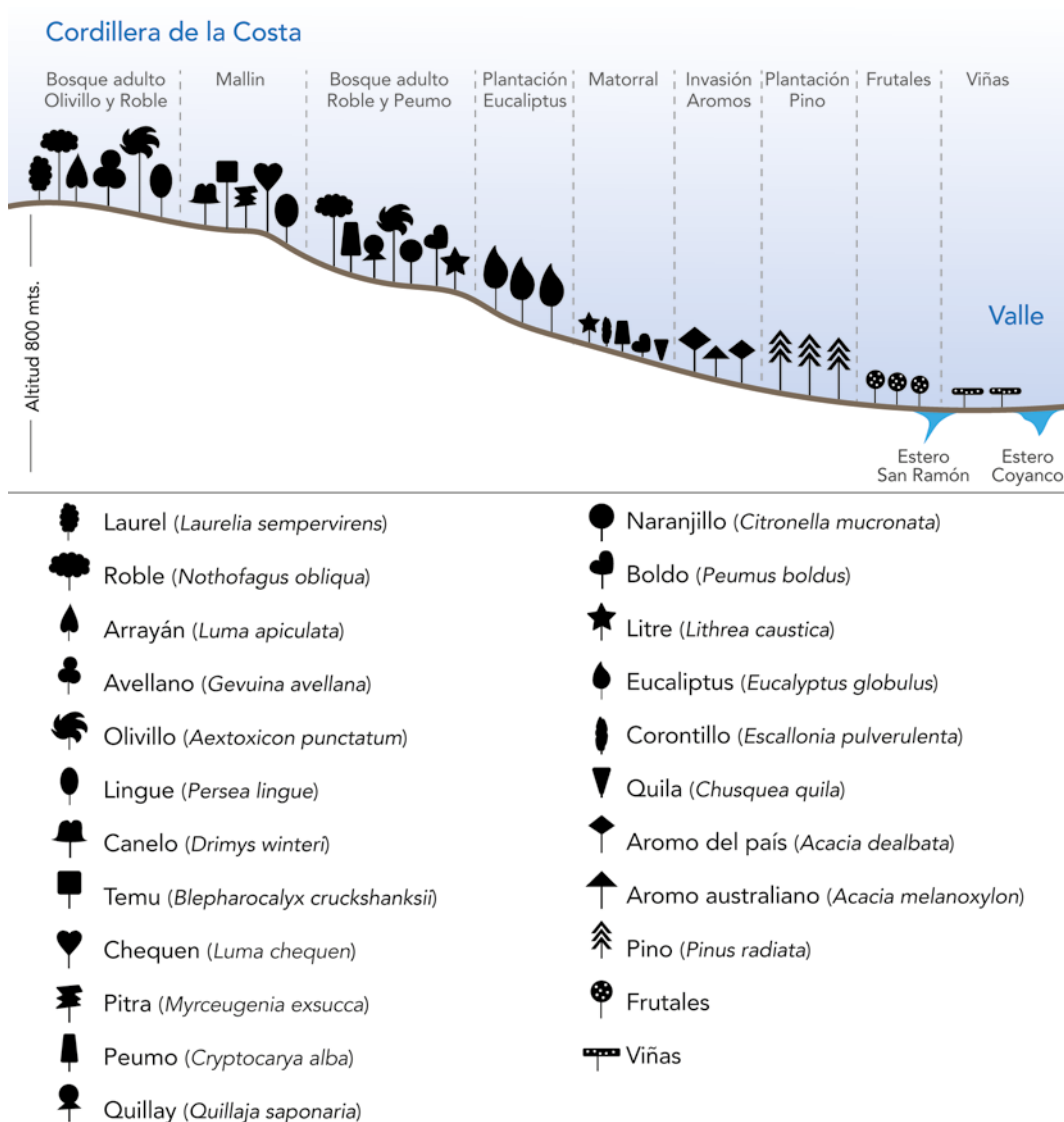 Cordillera de la Costa
Bosque adulto
Olivillo y Roble
Mallin
Bosque adulto
Roble y Peumo
Plantación
Eucaliptus
Matorral
Invasión
Aromos
Plantación
Pino
Frutales
Viñas
Altitud 800 mts.
Valle
Estero
San Ramón
Estero
Coyanco
Laurel (Laurelia sempervirens)
Roble (Nothofagus obliqua)
Arrayán (Luma apiculata)
Avellano (Gevuina avellana)
Olivillo (Aextoxicon punctatum)
Lingue (Persea lingue)
Canelo (Drimys winteri)
Temu (Blepharocalyx cruckshanksii)
Chequen (Luma chequen)
Pitra (Myrceugenia exsucca)
Peumo (Cryptocarya alba)
Quillay (Quillaja saponaria)
Naranjillo (Citronella mucronata)
Boldo (Peumus boldus)
Litre (Lithrea caustica)
Eucaliptus (Eucalyptus globulus)
Corontillo (Escallonia pulverulenta)
Quila (Chusquea quila)
Aromo del país (Acacia dealbata)
Aromo australiano (Acacia melanoxylon)
Pino (Pinus radiata)
Frutales
Viñas